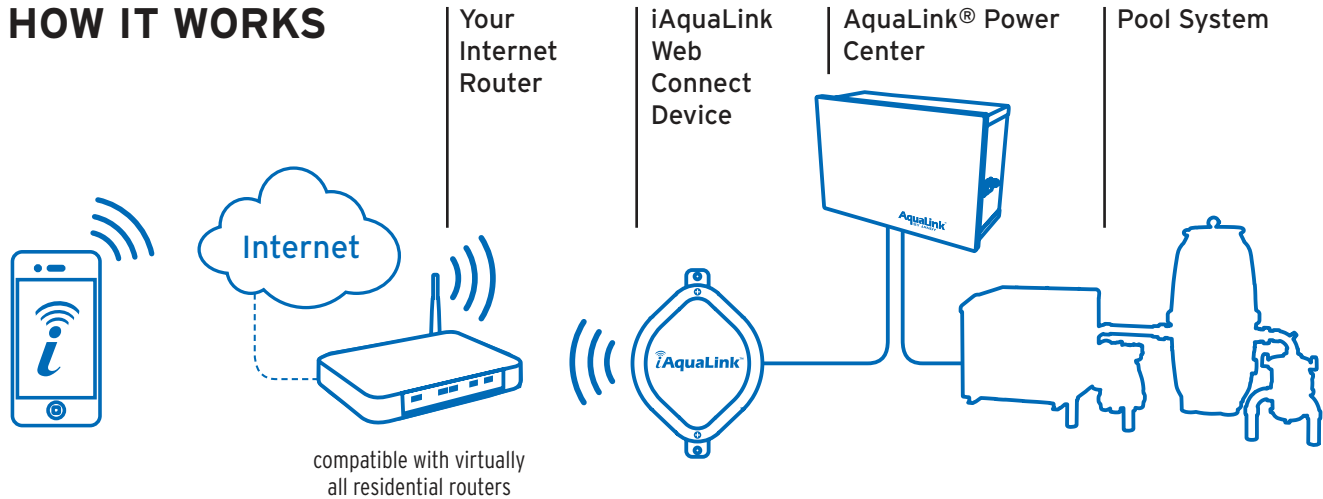 HOW IT WORKS
Your
Internet
Router
iAquaLink
Web
Connect
Device
AquaLink® Power
Center
Pool System
Internet
i
iAquaLink™
AquaLink
compatible with virtually
all residential routers